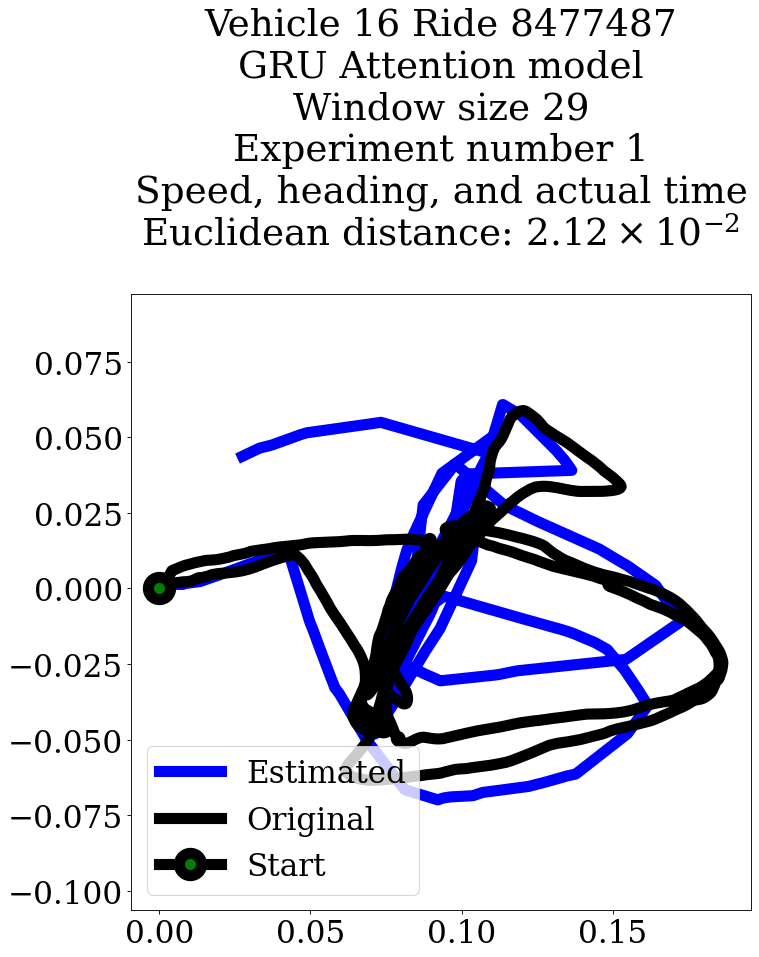 Vehicle 16 Ride 8477487
GRU Attention model
Window size 29
Experiment number 1
Speed, heading, and actual time
Euclidean distance: 2.12 × 10⁻²
0.075
0.050
0.025
0.000
−0.025
−0.050
−0.075
−0.100
Estimated
Original
Start
0.00 0.05 0.10 0.15